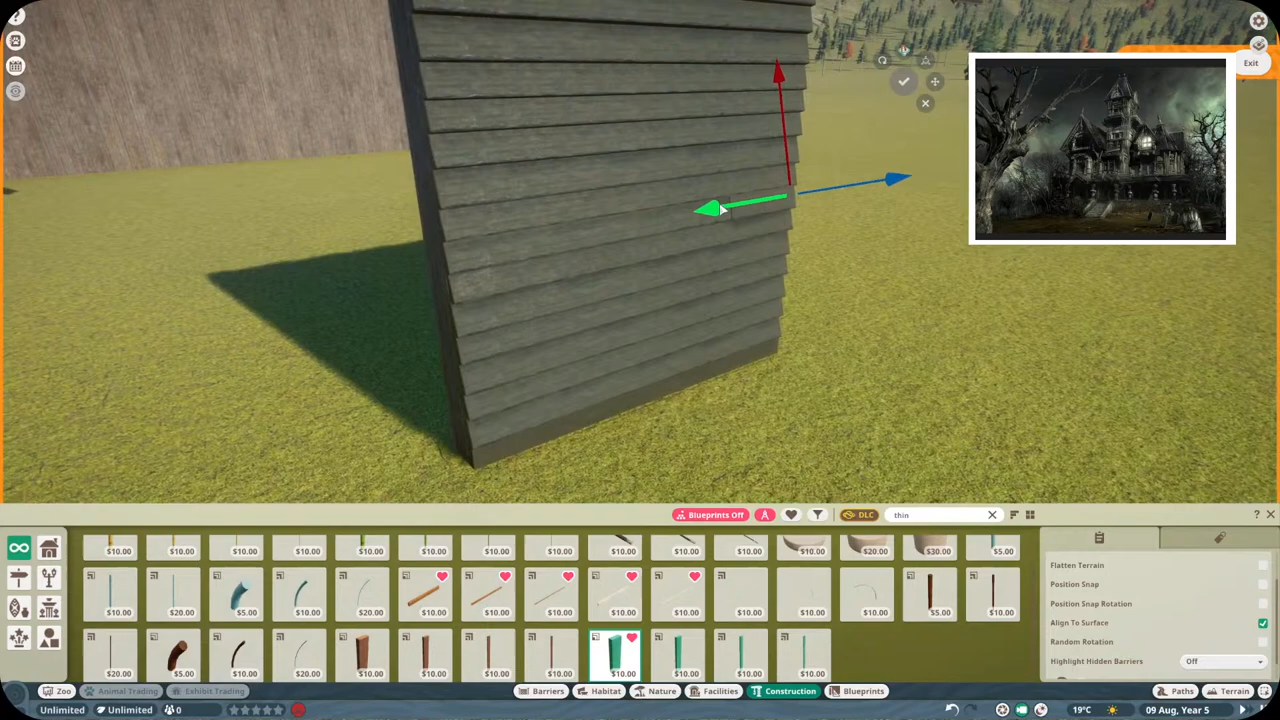 ?
Exit
Blueprints Off
A
DLC
thin
?
$10.00 $10.00 $10.00 $10.00 $10.00 $10.00 $10.00 $10.00 $10.00 $10.00 $10.00 $10.00 $20.00 $30.00 $5.00
$10.00 $20.00 $5.00 $10.00 $20.00 $10.00 $10.00 $10.00 $10.00 $10.00 $10.00 $10.00 $10.00 $5.00 $10.00
$20.00 $5.00 $10.00 $10.00 $10.00 $10.00 $10.00 $10.00 $10.00 $10.00 $10.00 $10.00
Flatten Terrain
Position Snap
Position Snap Rotation
Align To Surface
Random Rotation
Highlight Hidden Barriers Off
Zoo Animal Trading Exhibit Trading Barriers Habitat Nature Facilities Construction Blueprints Paths Terrain
Unlimited Unlimited 0 19°C 09 Aug, Year 5